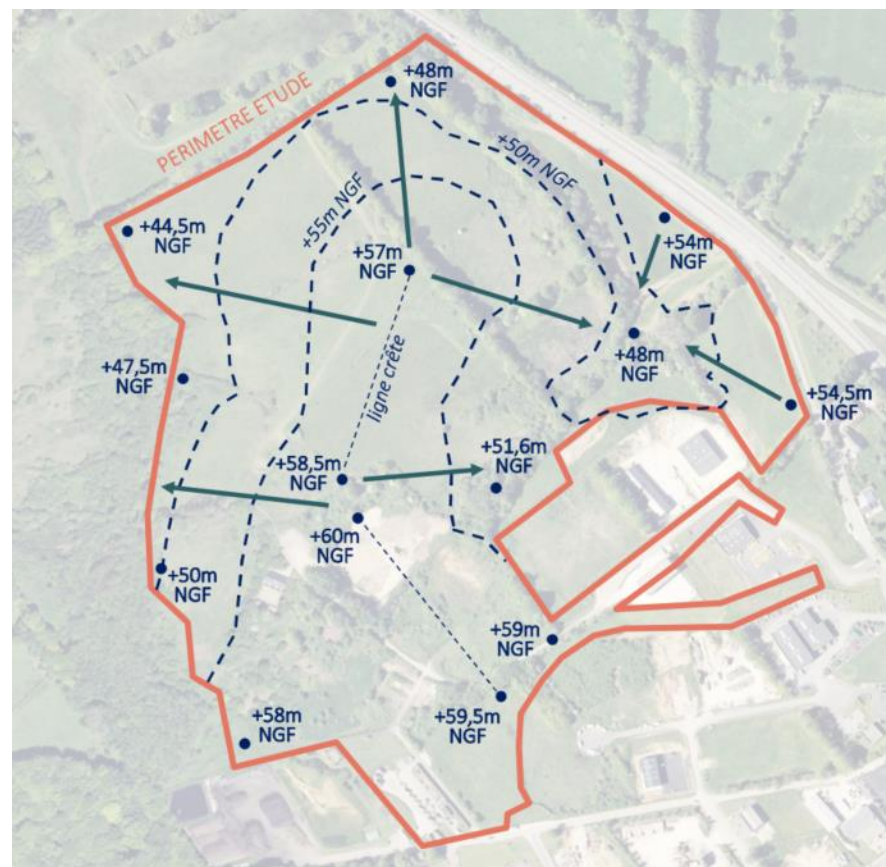 +48m
NGF
PERIMETRE ETUDE
+50m NGF
+55m NGF
+44,5m
NGF
+54m
NGF
+57m
NGF
+48m
NGF
ligne crête
+47,5m
NGF
+54,5m
NGF
+58,5m
NGF
+51,6m
NGF
+60m
NGF
+50m
NGF
+59m
NGF
+59,5m
NGF
+58m
NGF